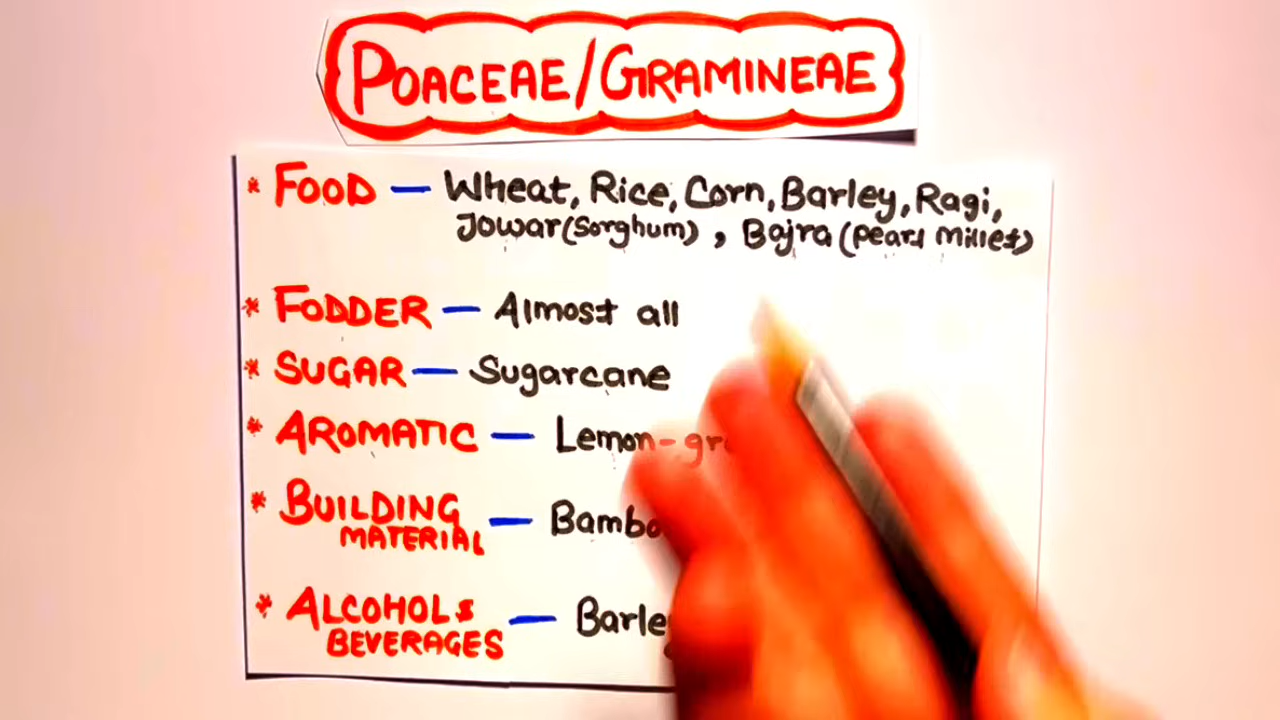 POACEAE/GRAMINEAE
* FOOD — Wheat, Rice, Corn, Barley, Ragi,
Jowar(Sorghum), Bajra (Pearl Millet)
* FODDER — Almost all
* SUGAR — Sugarcane
* AROMATIC — Lemon-gr
* BUILDING — Bambo
MATERIAL
* ALCOHOLS — Barle
BEVERAGES